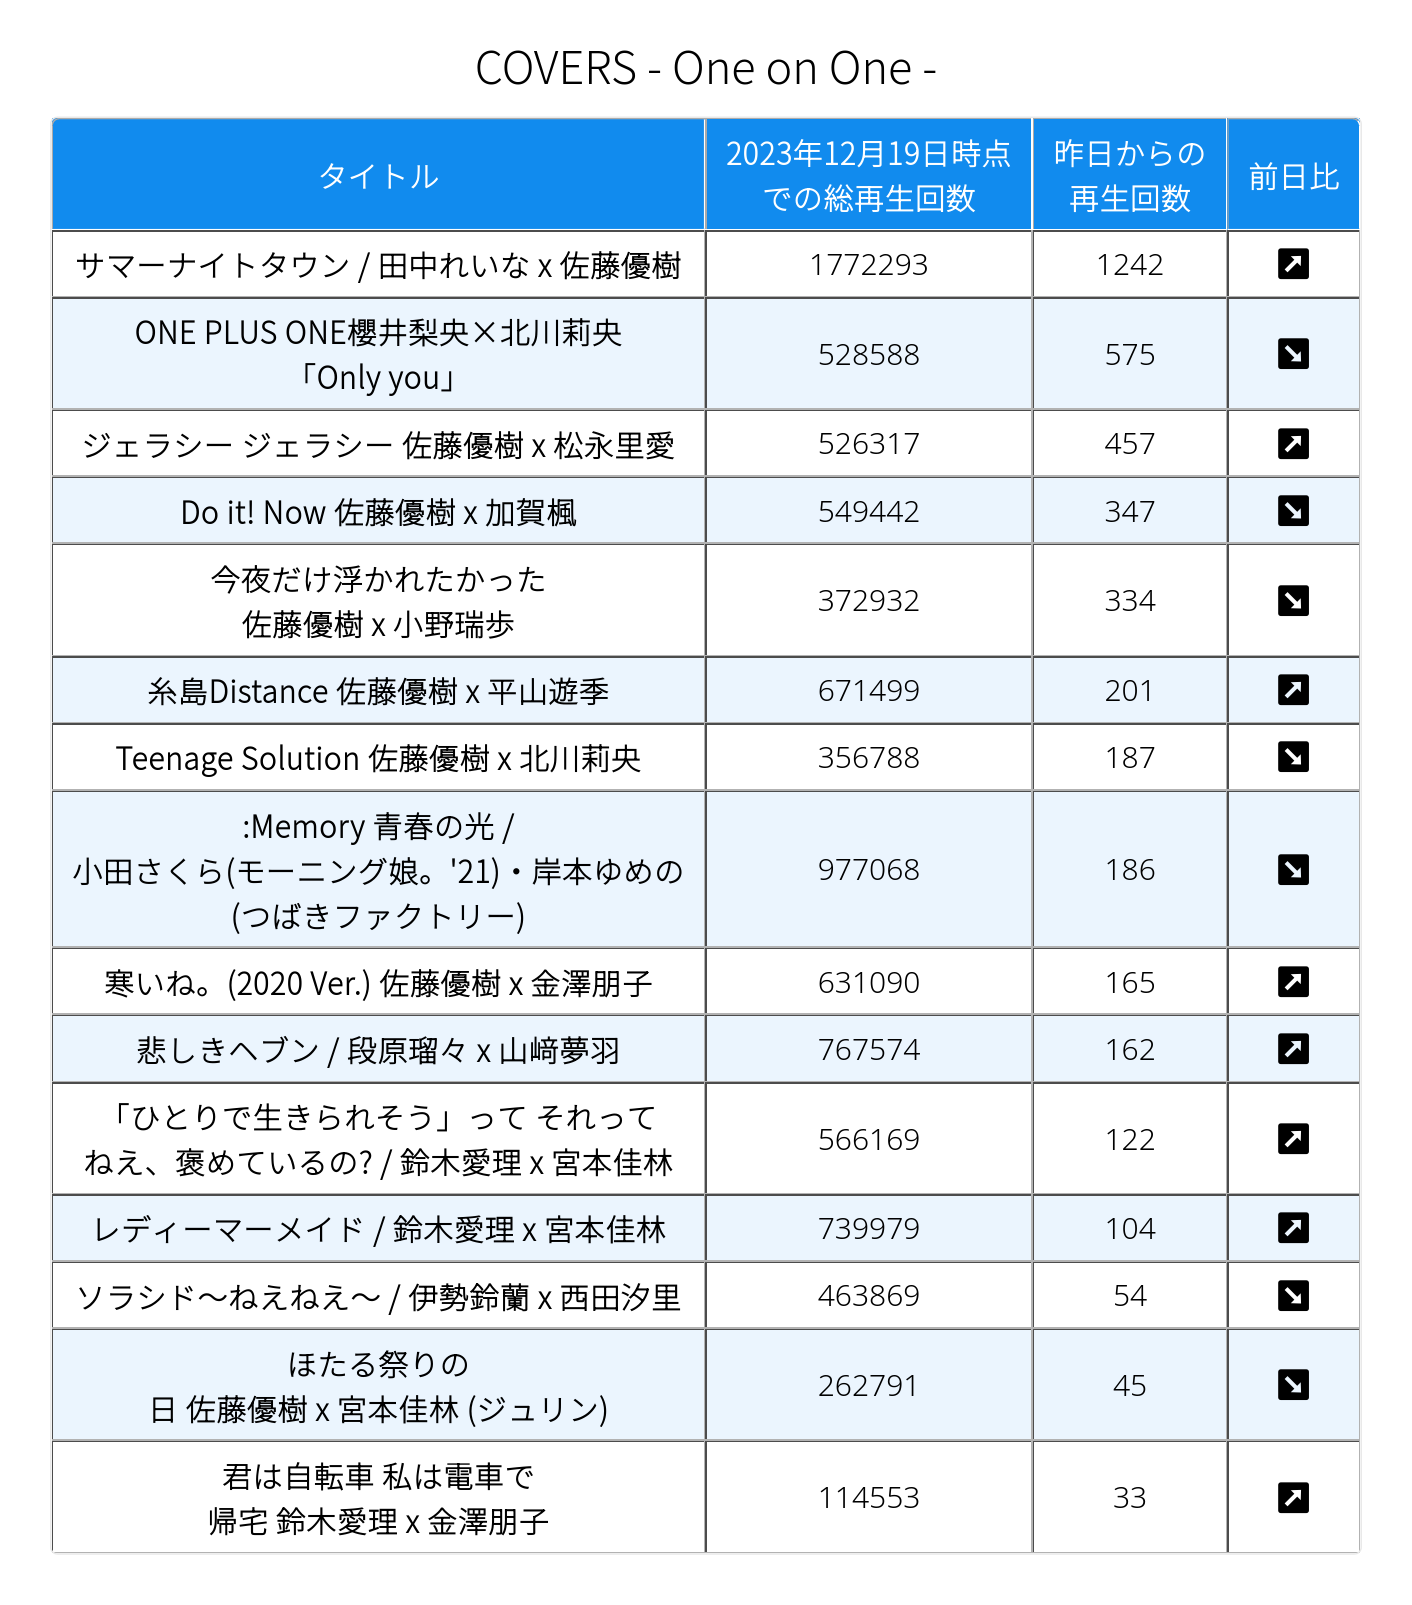 COVERS - One on One -
タイトル
2023年12月19日時点
での総再生回数
昨日からの
再生回数
前日比
サマーナイトタウン / 田中れいな x 佐藤優樹
1772293
1242
ONE PLUS ONE櫻井梨央×北川莉央
「Only you」
528588
575
ジェラシー ジェラシー 佐藤優樹 x 松永里愛
526317
457
Do it! Now 佐藤優樹 x 加賀楓
549442
347
今夜だけ浮かれたかった
佐藤優樹 x 小野瑞歩
372932
334
糸島Distance 佐藤優樹 x 平山遊季
671499
201
Teenage Solution 佐藤優樹 x 北川莉央
356788
187
:Memory 青春の光 /
小田さくら(モーニング娘。'21)・岸本ゆめの
(つばきファクトリー)
977068
186
寒いね。(2020 Ver.) 佐藤優樹 x 金澤朋子
631090
165
悲しきヘブン / 段原瑠々 x 山﨑夢羽
767574
162
「ひとりで生きられそう」って それって
ねえ、褒めているの? / 鈴木愛理 x 宮本佳林
566169
122
レディーマーメイド / 鈴木愛理 x 宮本佳林
739979
104
ソラシド〜ねえねえ〜 / 伊勢鈴蘭 x 西田汐里
463869
54
ほたる祭りの
日 佐藤優樹 x 宮本佳林 (ジュリン)
262791
45
君は自転車 私は電車で
帰宅 鈴木愛理 x 金澤朋子
114553
33